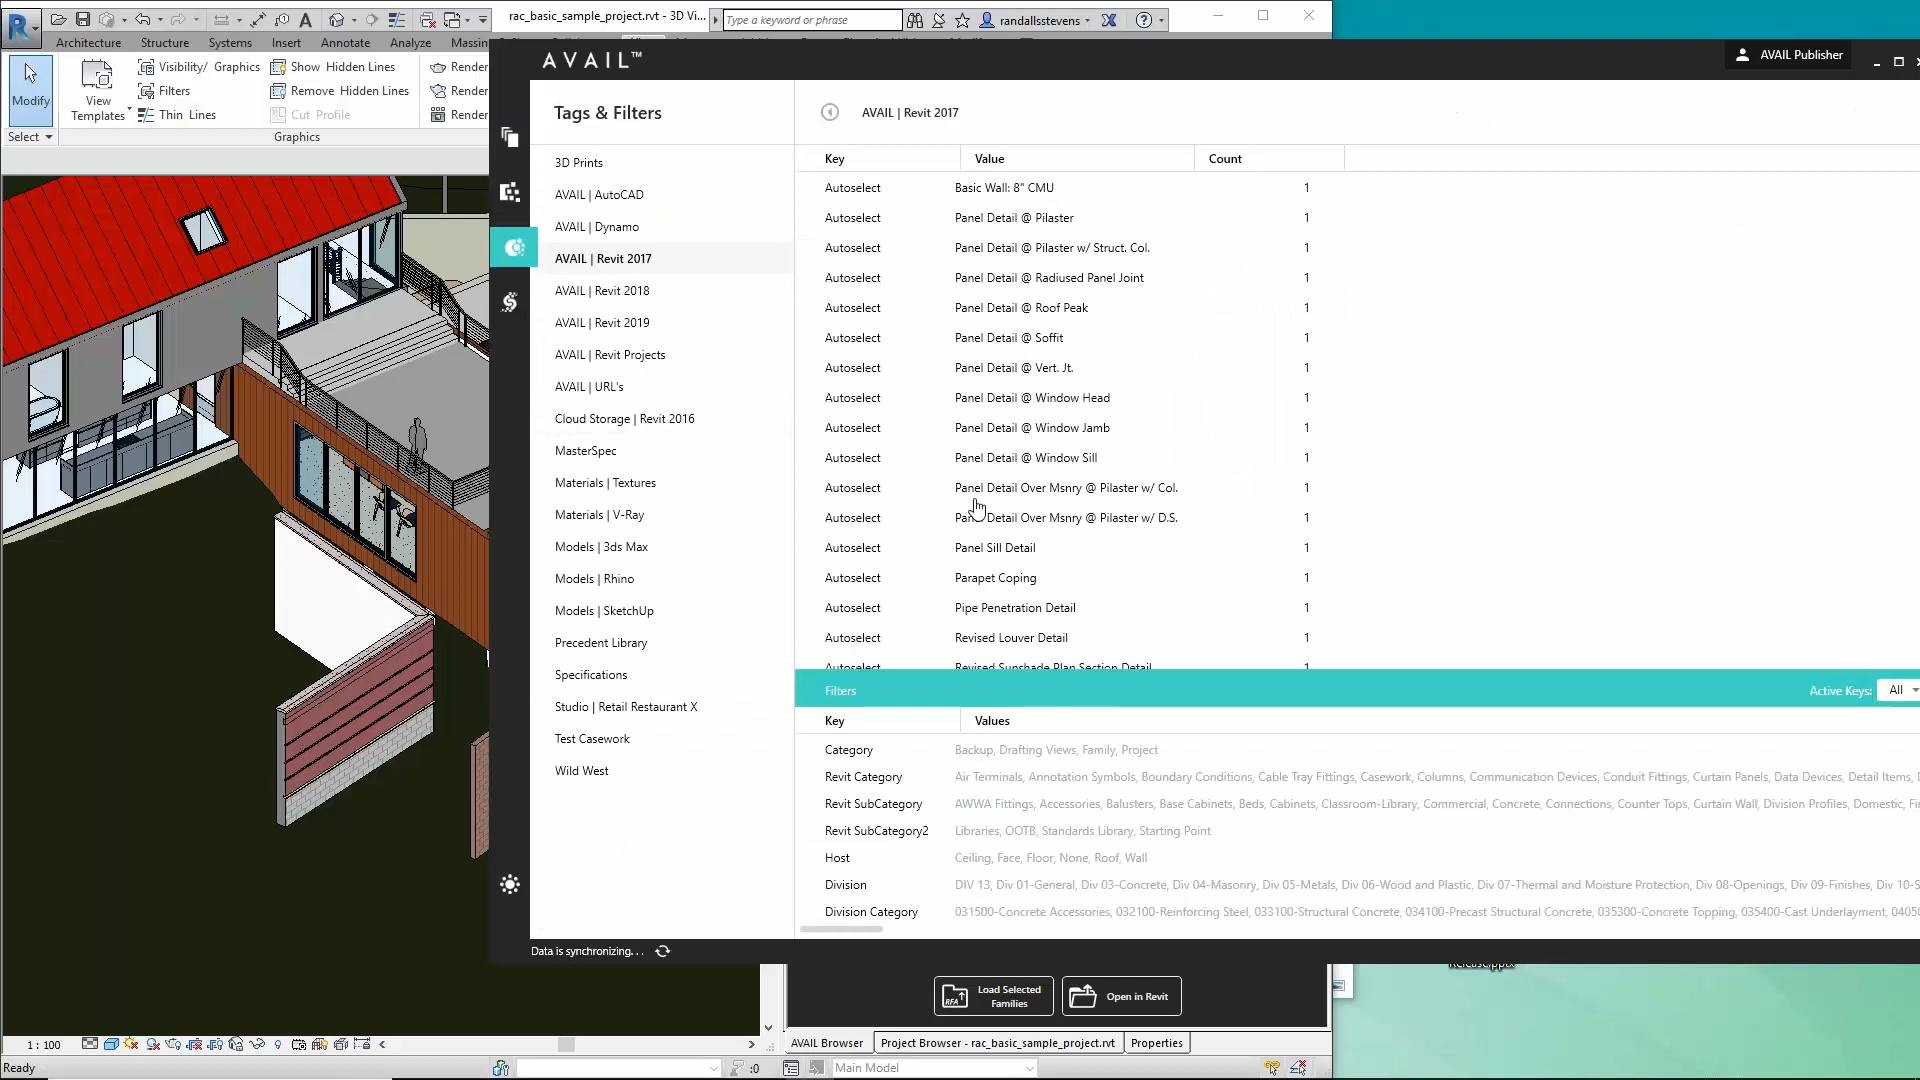 rac_basic_sample_project.rvt - 3D Vi...
Type a keyword or phrase
randallsstevens
Architecture Structure Systems Insert Annotate Analyze Massin
Modify
View
Templates
Visibility/ Graphics
Filters
Thin Lines
Show Hidden Lines
Remove Hidden Lines
Cut Profile
Render
Render
Render
Select
Graphics
AVAIL™
AVAIL Publisher
Tags & Filters
3D Prints
AVAIL | AutoCAD
AVAIL | Dynamo
AVAIL | Revit 2017
AVAIL | Revit 2018
AVAIL | Revit 2019
AVAIL | Revit Projects
AVAIL | URL's
Cloud Storage | Revit 2016
MasterSpec
Materials | Textures
Materials | V-Ray
Models | 3ds Max
Models | Rhino
Models | SketchUp
Precedent Library
Specifications
Studio | Retail Restaurant X
Test Casework
Wild West
AVAIL | Revit 2017
Key Value Count
Autoselect Basic Wall: 8" CMU 1
Autoselect Panel Detail @ Pilaster 1
Autoselect Panel Detail @ Pilaster w/ Struct. Col. 1
Autoselect Panel Detail @ Radiused Panel Joint 1
Autoselect Panel Detail @ Roof Peak 1
Autoselect Panel Detail @ Soffit 1
Autoselect Panel Detail @ Vert. Jt. 1
Autoselect Panel Detail @ Window Head 1
Autoselect Panel Detail @ Window Jamb 1
Autoselect Panel Detail @ Window Sill 1
Autoselect Panel Detail Over Msnry @ Pilaster w/ Col. 1
Autoselect Panel Detail Over Msnry @ Pilaster w/ D.S. 1
Autoselect Panel Sill Detail 1
Autoselect Parapet Coping 1
Autoselect Pipe Penetration Detail 1
Autoselect Revised Louver Detail 1
Autoselect Revised Sunshade Plan Section Detail 1
Filters Active Keys: All
Key Values
Category Backup, Drafting Views, Family, Project
Revit Category Air Terminals, Annotation Symbols, Boundary Conditions, Cable Tray Fittings, Casework, Columns, Communication Devices, Conduit Fittings, Curtain Panels, Data Devices, Detail Items,
Revit SubCategory AWWA Fittings, Accessories, Balusters, Base Cabinets, Beds, Cabinets, Classroom-Library, Commercial, Concrete, Connections, Counter Tops, Curtain Wall, Division Profiles, Domestic,
Revit SubCategory2 Libraries, OOTB, Standards Library, Starting Point
Host Ceiling, Face, Floor, None, Roof, Wall
Division DIV 13, Div 01-General, Div 03-Concrete, Div 04-Masonry, Div 05-Metals, Div 06-Wood and Plastic, Div 07-Thermal and Moisture Protection, Div 08-Openings, Div 09-Finishes, Div 10-S
Division Category 031500-Concrete Accessories, 032100-Reinforcing Steel, 033100-Structural Concrete, 034100-Precast Structural Concrete, 035300-Concrete Topping, 035400-Cast Underlayment, 0405
Data is synchronizing...
RFA
Load Selected
Families
Open in Revit
AVAIL Browser Project Browser - rac_basic_sample_project.rvt Properties
1 : 100
Ready
:0
Main Model